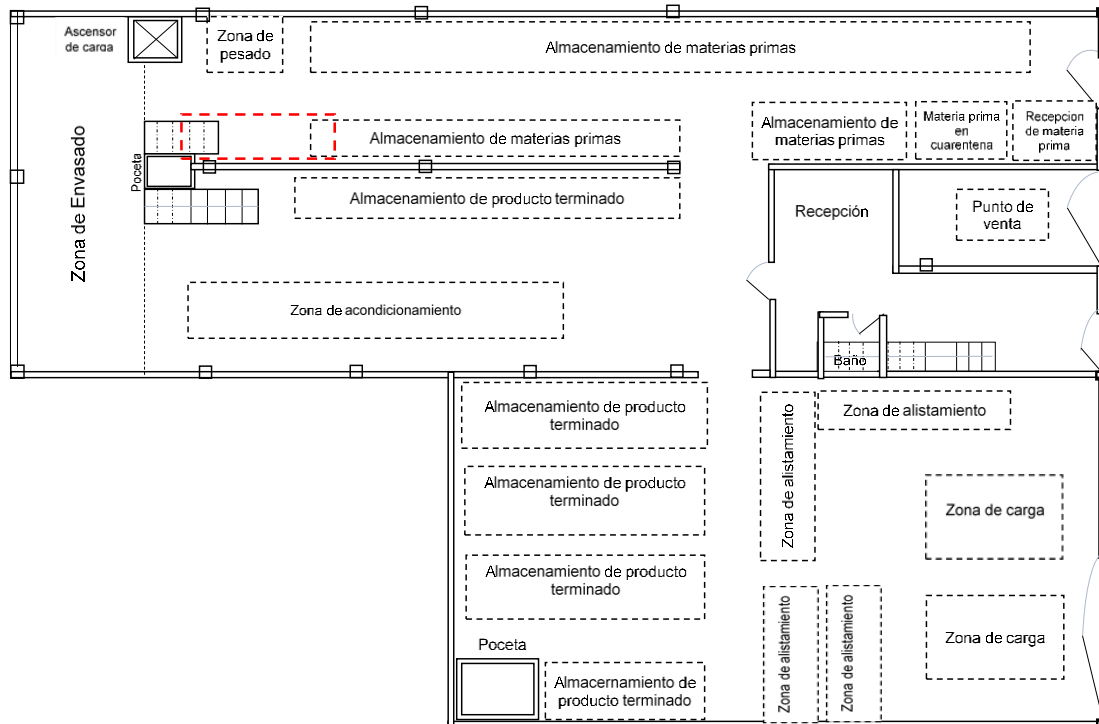 Ascensor
de carga
Zona de
pesado
Almacenamiento de materias primas
Almacenamiento de materias primas
Almacenamiento de
materias primas
Materia prima
en
cuarentena
Recepcion
de materia
prima
Poceta
Zona de Envasado
Almacenamiento de producto terminado
Recepción
Punto de
venta
Zona de acondicionamiento
Baño
Almacenamiento de producto
terminado
Zona de alistamiento
Zona de alistamiento
Almacenamiento de producto
terminado
Zona de carga
Almacenamiento de producto
terminado
Zona de alistamiento
Zona de alistamiento
Zona de carga
Poceta
Almacernamiento de
producto terminado